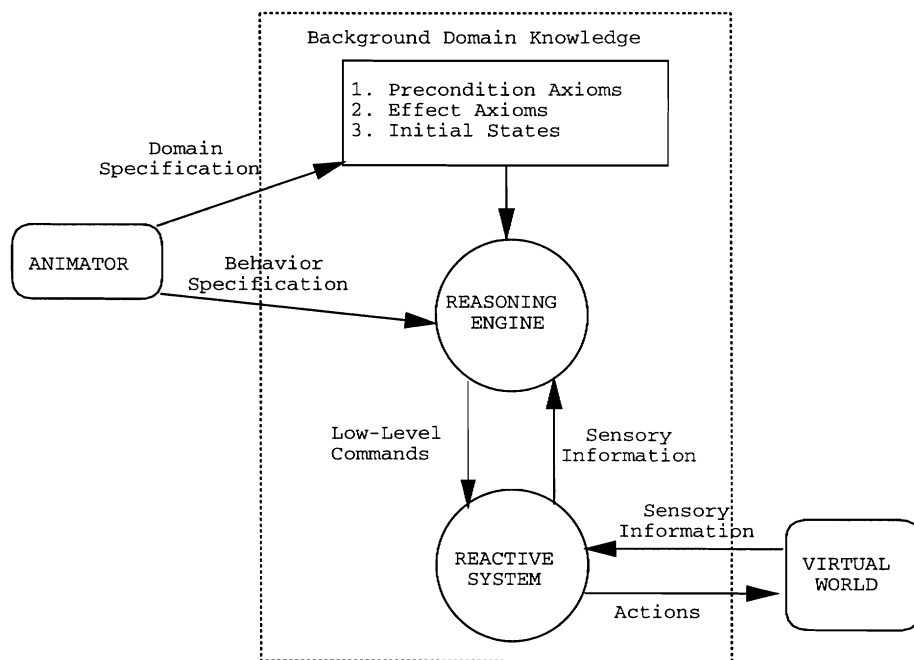 Background Domain Knowledge
1. Precondition Axioms
2. Effect Axioms
3. Initial States
Domain
Specification
ANIMATOR
Behavior
Specification
REASONING
ENGINE
Low-Level
Commands
Sensory
Information
Sensory
Information
REACTIVE
SYSTEM
VIRTUAL
WORLD
Actions